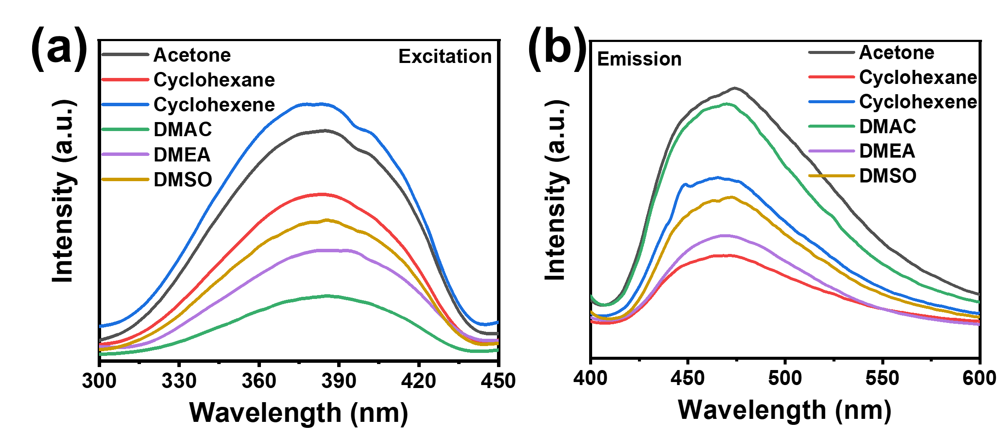 (a)
Acetone
Cyclohexane
Cyclohexene
DMAC
DMEA
DMSO
Excitation
Intensity (a.u.)
300 330 360 390 420 450
Wavelength (nm)
(b)
Emission
Acetone
Cyclohexane
Cyclohexene
DMAC
DMEA
DMSO
Intensity (a.u.)
400 450 500 550 600
Wavelength (nm)